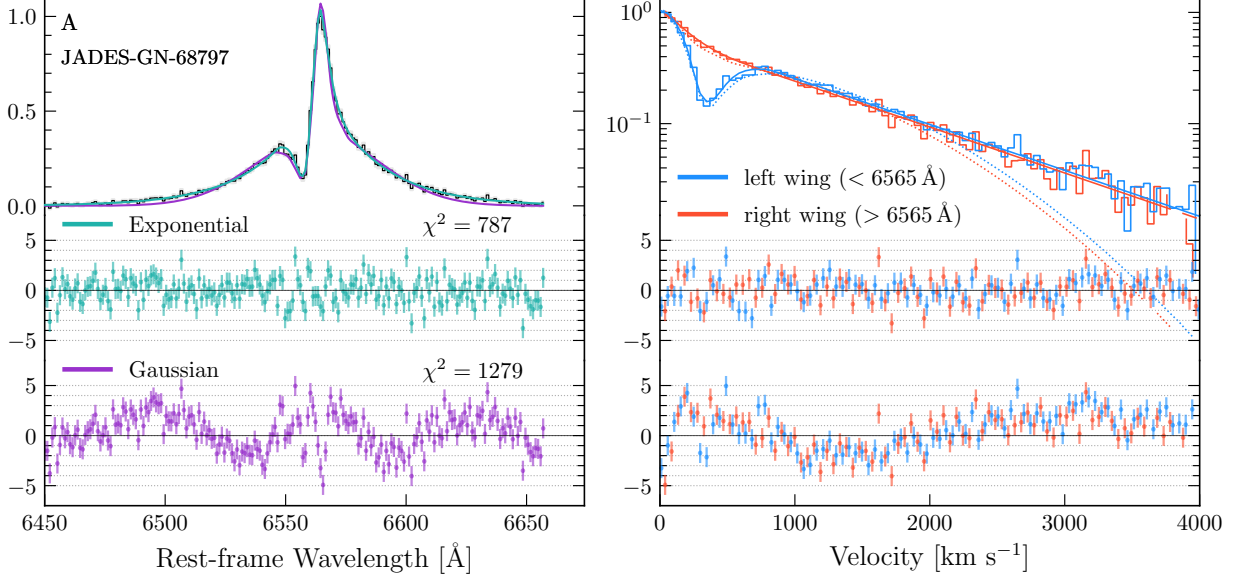 A
JADES-GN-68797
1.0
0.5
0.0
Exponential
χ² = 787
5
0
−5
Gaussian
χ² = 1279
5
0
−5
6450
6500
6550
6600
6650
Rest-frame Wavelength [Å]
10⁰
10⁻¹
left wing (< 6565 Å)
right wing (> 6565 Å)
5
0
−5
5
0
−5
0
1000
2000
3000
4000
Velocity [km s⁻¹]